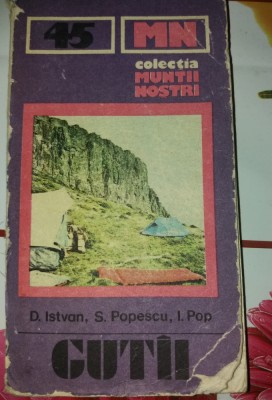 45 MN
colecția
MUNȚII
NOȘTRI
D. Istvan, S. Popescu, I. Pop
GUTÎI